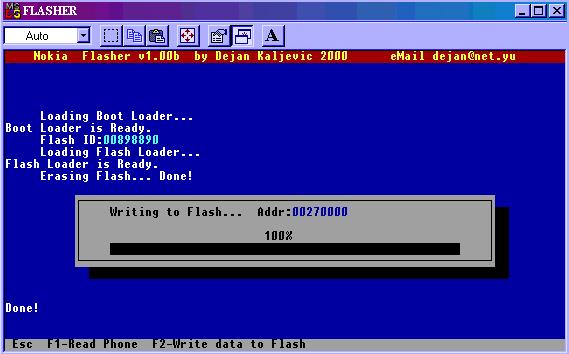 FLASHER
Auto
A
Nokia Flasher v1.00b by Dejan Kaljevic 2000 eMail dejan@net.yu
Loading Boot Loader...
Boot Loader is Ready.
Flash ID:00898890
Loading Flash Loader...
Flash Loader is Ready.
Erasing Flash... Done!
Writing to Flash... Addr:00270000
100%
Done!
Esc F1-Read Phone F2-Write data to Flash